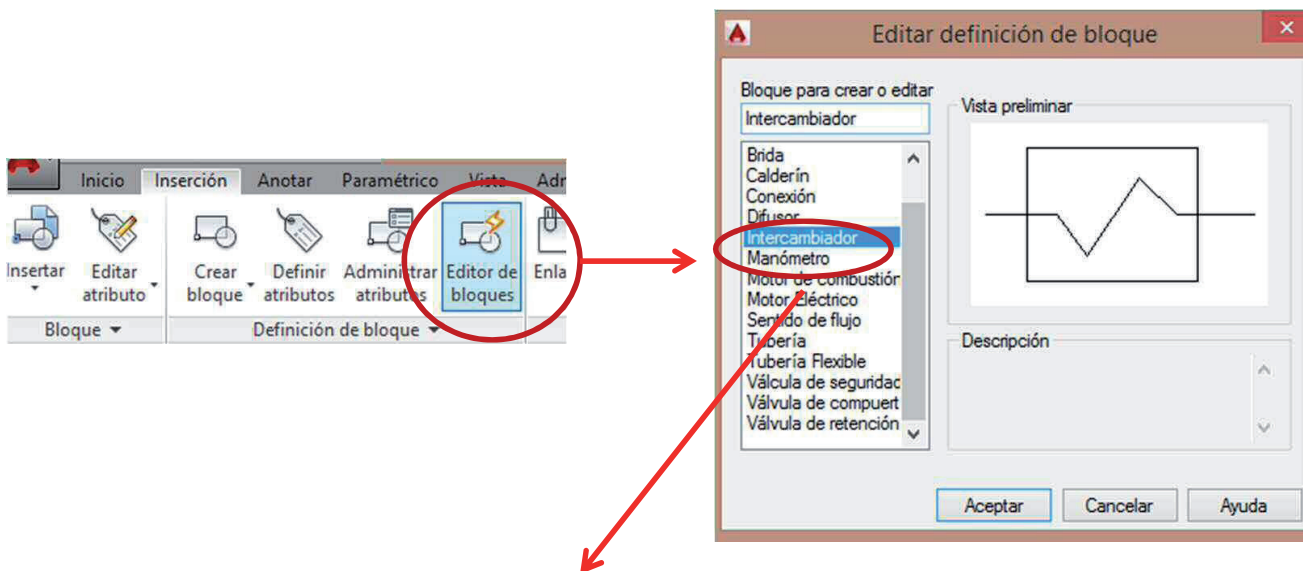 Inicio Inserción Anotar Paramétrico Vista
Insertar
Editar atributo
Crear bloque
Definir atributos
Administrar atributos
Editor de bloques
Bloque
Definición de bloque
Editar definición de bloque
Bloque para crear o editar
Intercambiador
Brida
Calderín
Conexión
Difusor
Intercambiador
Manómetro
Motor de combustión
Motor Eléctrico
Sentido de flujo
Tubería
Tubería Flexible
Válcula de seguridad
Válvula de compuert
Válvula de retención
Vista preliminar
Descripción
Aceptar Cancelar Ayuda